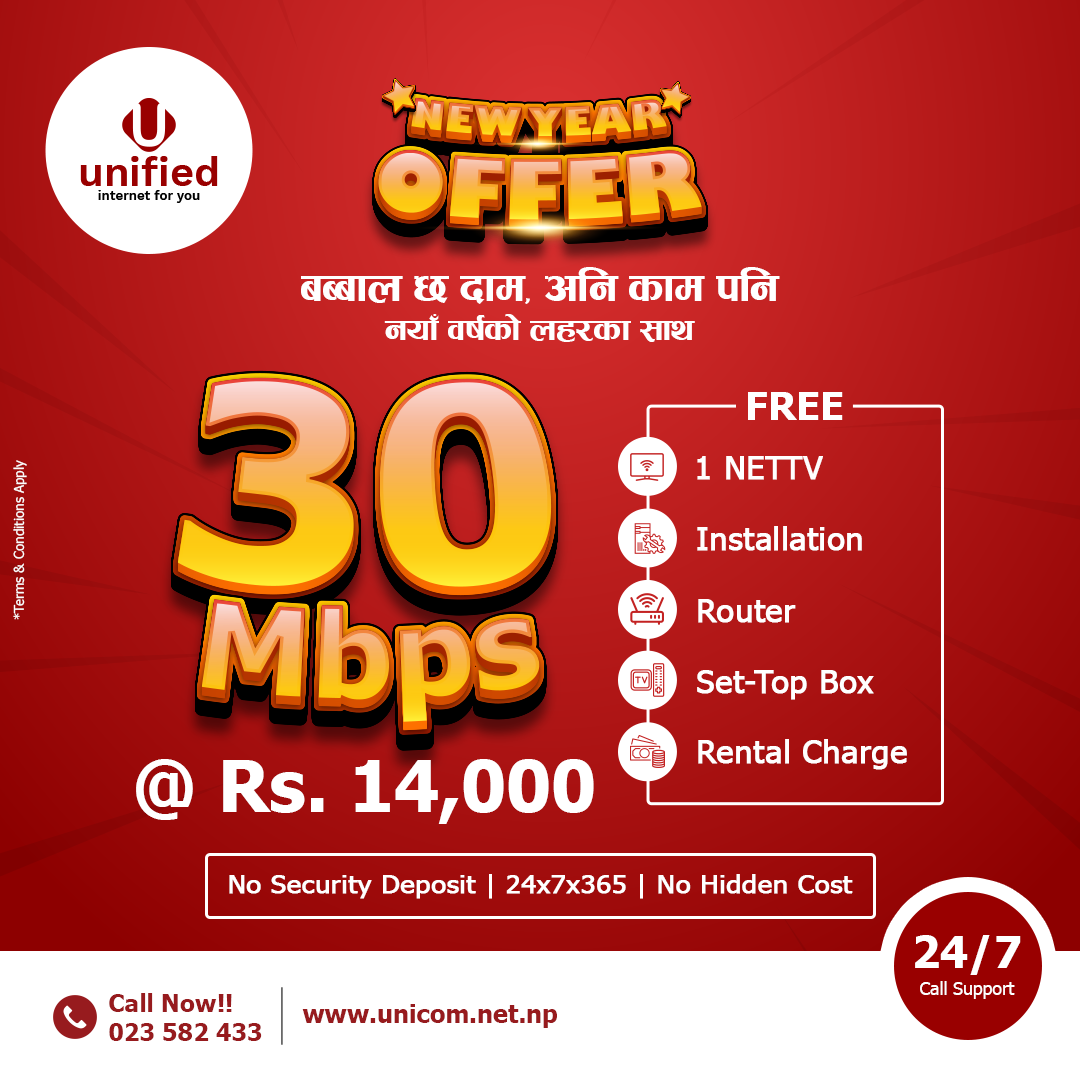 unified
internet for you
NEW YEAR
OFFER
बब्बाल छ दाम, अनि काम पनि
नयाँ वर्षको लहरका साथ
30
Mbps
@ Rs. 14,000
FREE
1 NETTV
Installation
Router
TV
Set-Top Box
Rental Charge
*Terms & Conditions Apply
No Security Deposit | 24x7x365 | No Hidden Cost
24/7
Call Support
Call Now!!
023 582 433
www.unicom.net.np